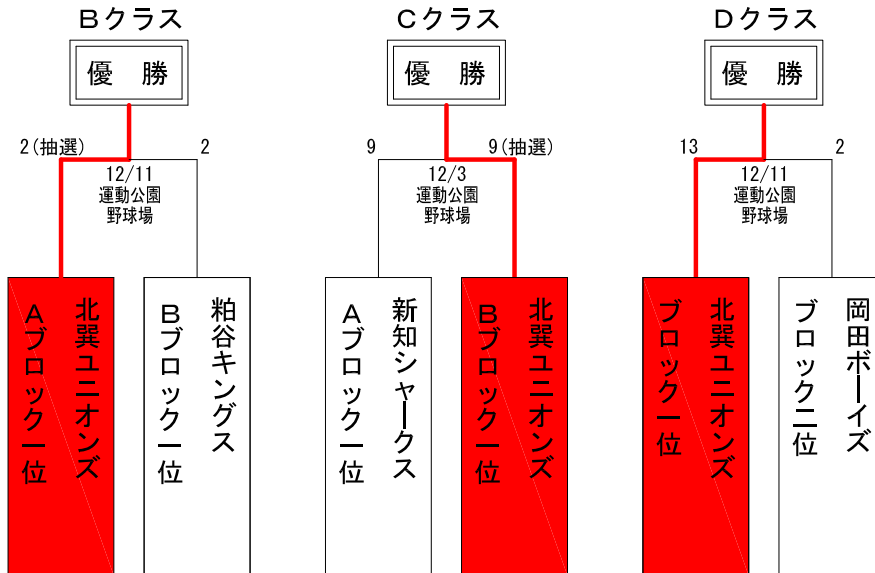 Bクラス
優 勝
2(抽選)
2
12/11
運動公園
野球場
北巽ユニオンズ
Aブロック一位
粕谷キングス
Bブロック一位
Cクラス
優 勝
9
9(抽選)
12/3
運動公園
野球場
新知シャークス
Aブロック一位
北巽ユニオンズ
Bブロック一位
Dクラス
優 勝
13
2
12/11
運動公園
野球場
北巽ユニオンズ
ブロック一位
岡田ボーイズ
ブロック二位